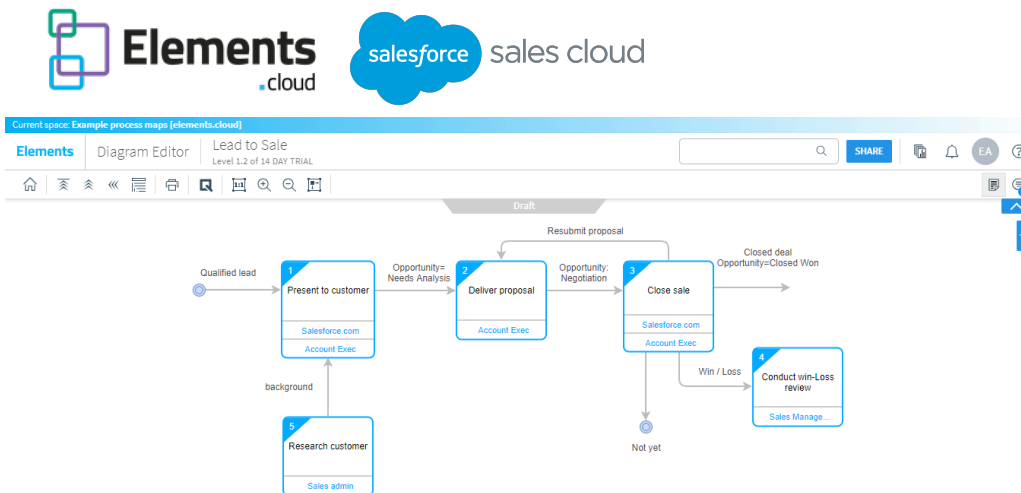 Elements
.cloud
salesforce
sales cloud
Current space: Example process maps [elements.cloud]
Elements
Diagram Editor
Lead to Sale
Level 1.2 of 14 DAY TRIAL
SHARE
EA
1:1
Draft
Resubmit proposal
Closed deal
Opportunity=Closed Won
Qualified lead
Opportunity=
Needs Analysis
Opportunity:
Negotiation
1
Present to customer
Salesforce.com
Account Exec
2
Deliver proposal
Account Exec
3
Close sale
Salesforce.com
Account Exec
Win / Loss
4
Conduct win-Loss
review
Sales Manage...
background
Not yet
5
Research customer
Sales admin